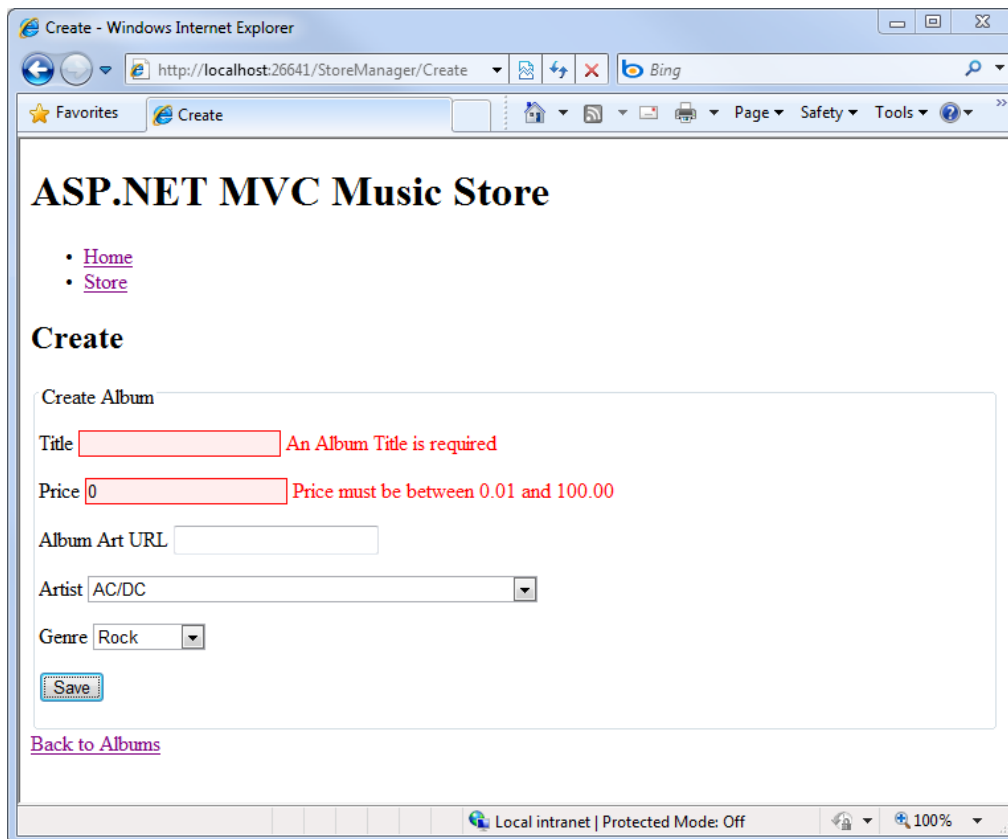 Create - Windows Internet Explorer
http://localhost:26641/StoreManager/Create
Bing
Favorites
Create
Page
Safety
Tools
»
ASP.NET MVC Music Store
• Home
• Store
Create
Create Album
Title An Album Title is required
Price 0 Price must be between 0.01 and 100.00
Album Art URL
Artist AC/DC
Genre Rock
Save
Back to Albums
Local intranet | Protected Mode: Off
100%